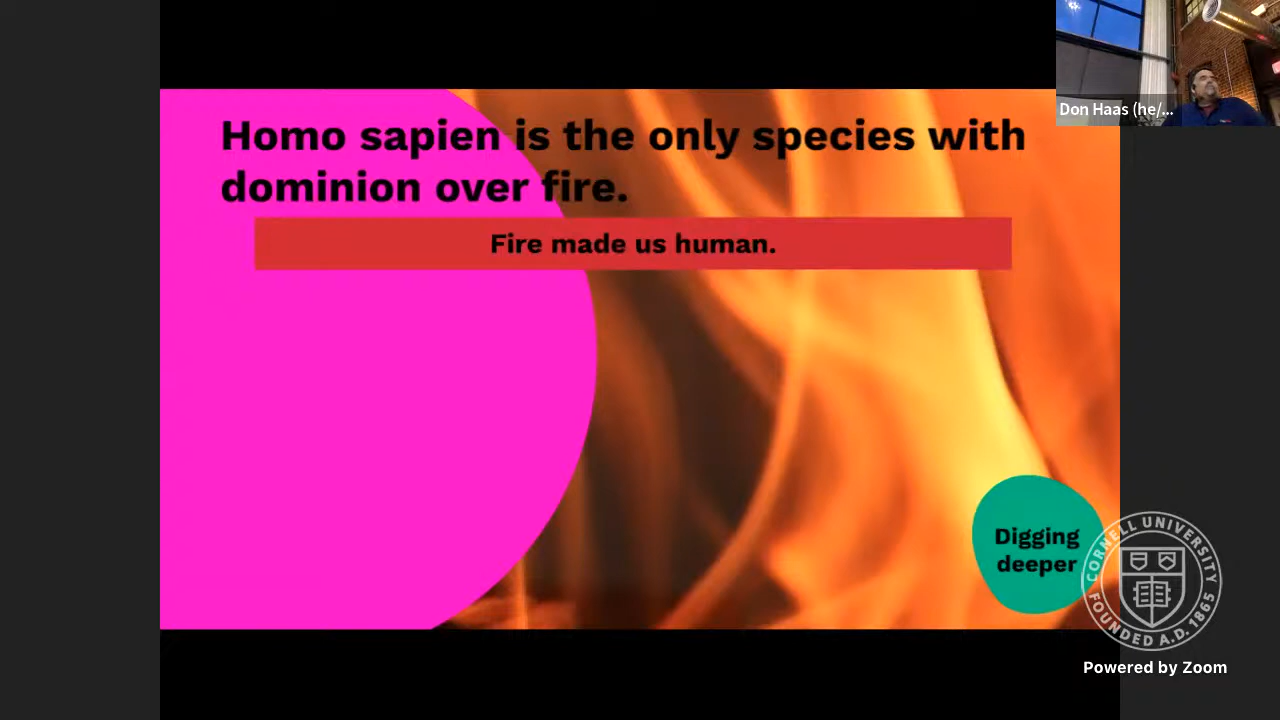 Homo sapien is the only species with
dominion over fire.
Fire made us human.
Digging
deeper
Don Haas (he/...
CORNELL UNIVERSITY
FOUNDED A.D. 1865
Powered by Zoom